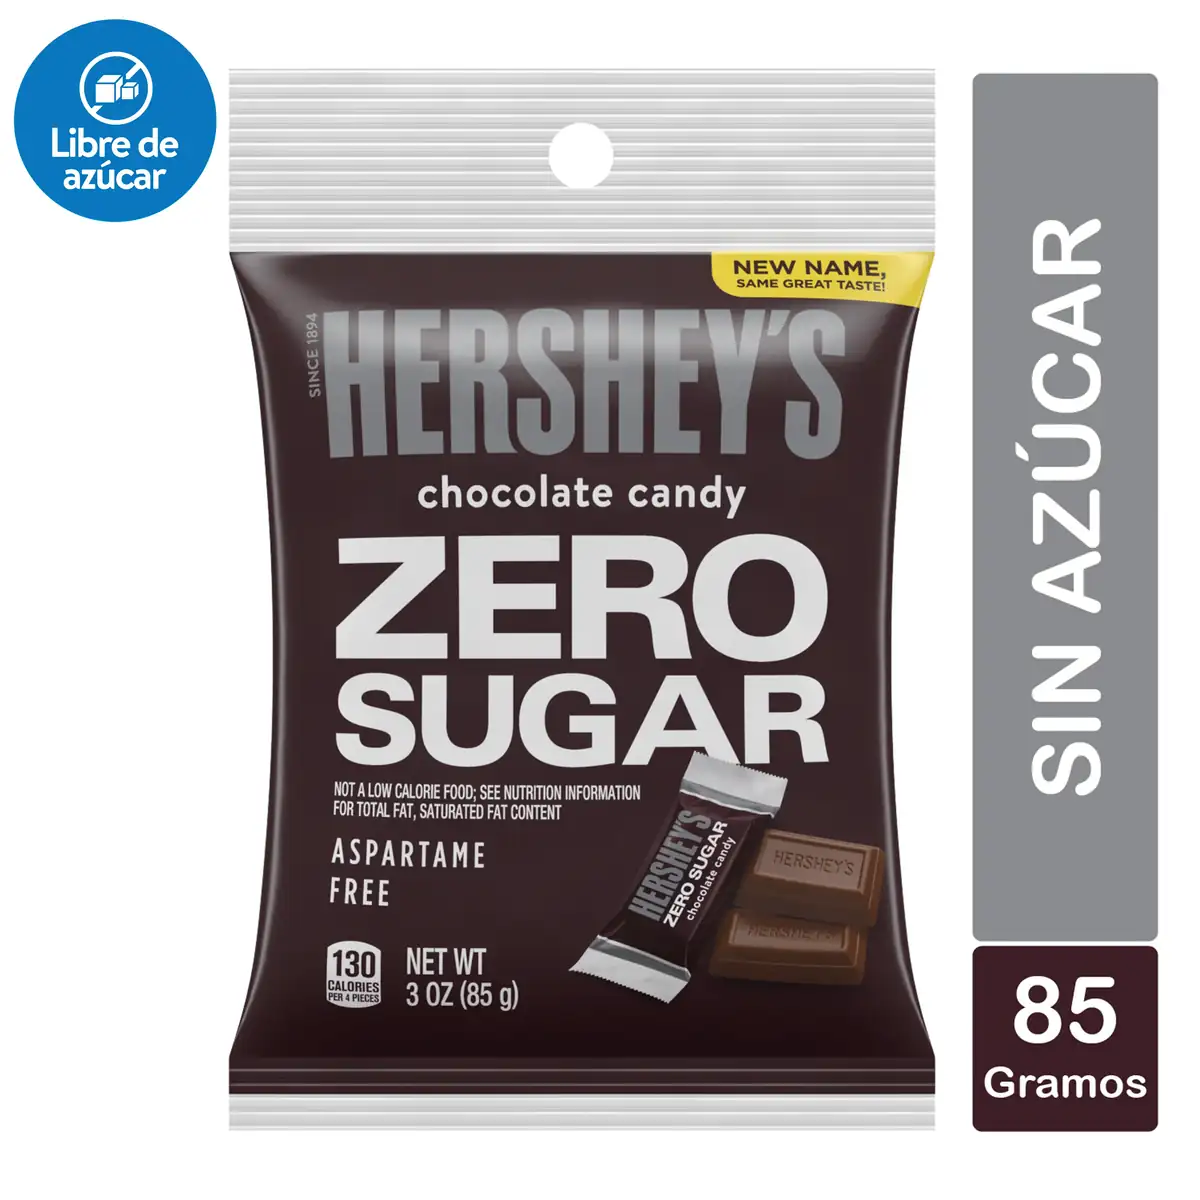 Libre de
azúcar
NEW NAME,
SAME GREAT TASTE!
SINCE 1894
HERSHEY'S
chocolate candy
ZERO
SUGAR
NOT A LOW CALORIE FOOD; SEE NUTRITION INFORMATION
FOR TOTAL FAT, SATURATED FAT CONTENT
ASPARTAME
FREE
130
CALORIES
PER 4 PIECES
NET WT
3 OZ (85 g)
HERSHEY'S
ZERO SUGAR
chocolate candy
HERSHEY'S
HERSHEY'S
SIN AZÚCAR
85
Gramos